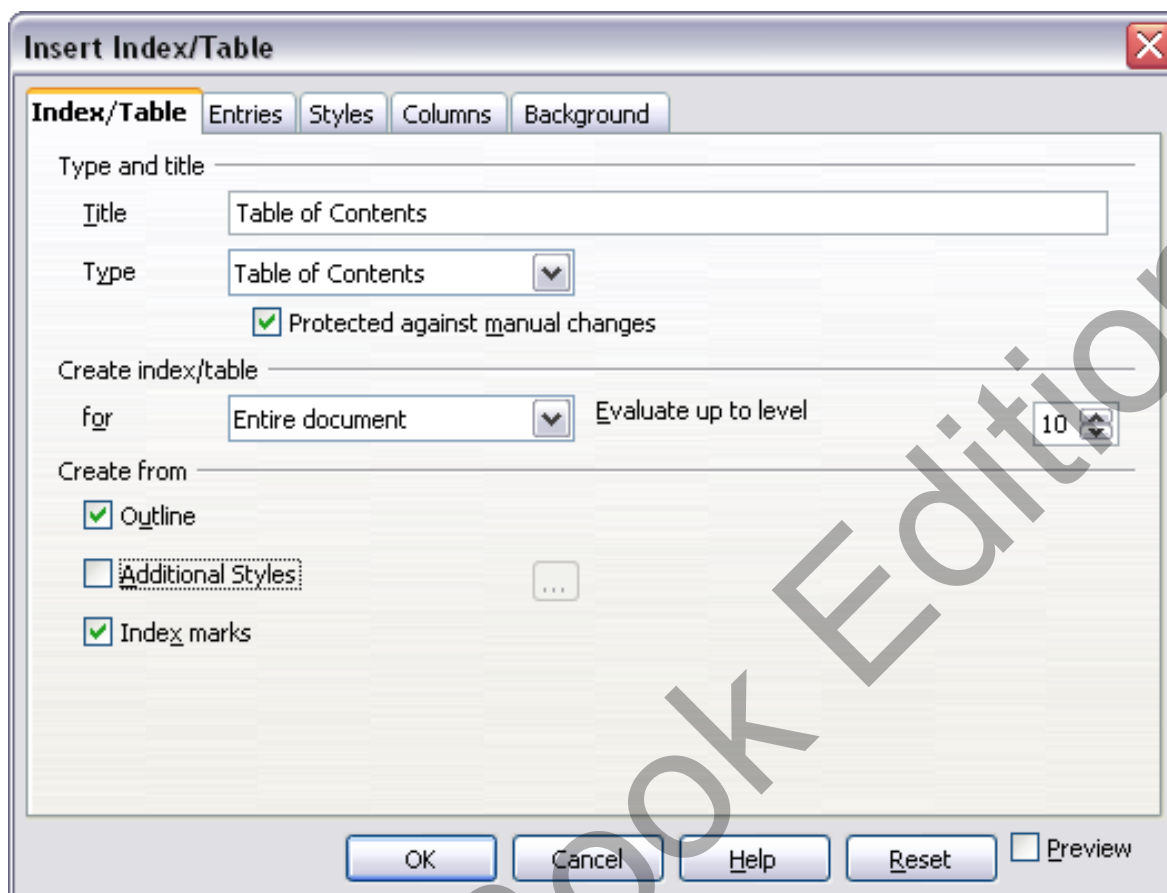 Insert Index/Table
Index/Table Entries Styles Columns Background
Type and title
Title Table of Contents
Type Table of Contents
Protected against manual changes
Create index/table
for Entire document Evaluate up to level 10
Create from
Outline
Additional Styles ...
Index marks
OK Cancel Help Reset Preview
ook Edition